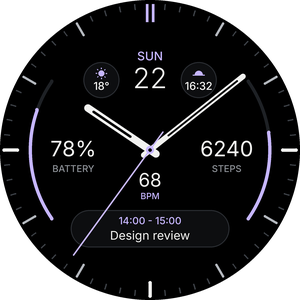 SUN
22
18°
16:32
78%
BATTERY
6240
STEPS
68
BPM
14:00 - 15:00
Design review